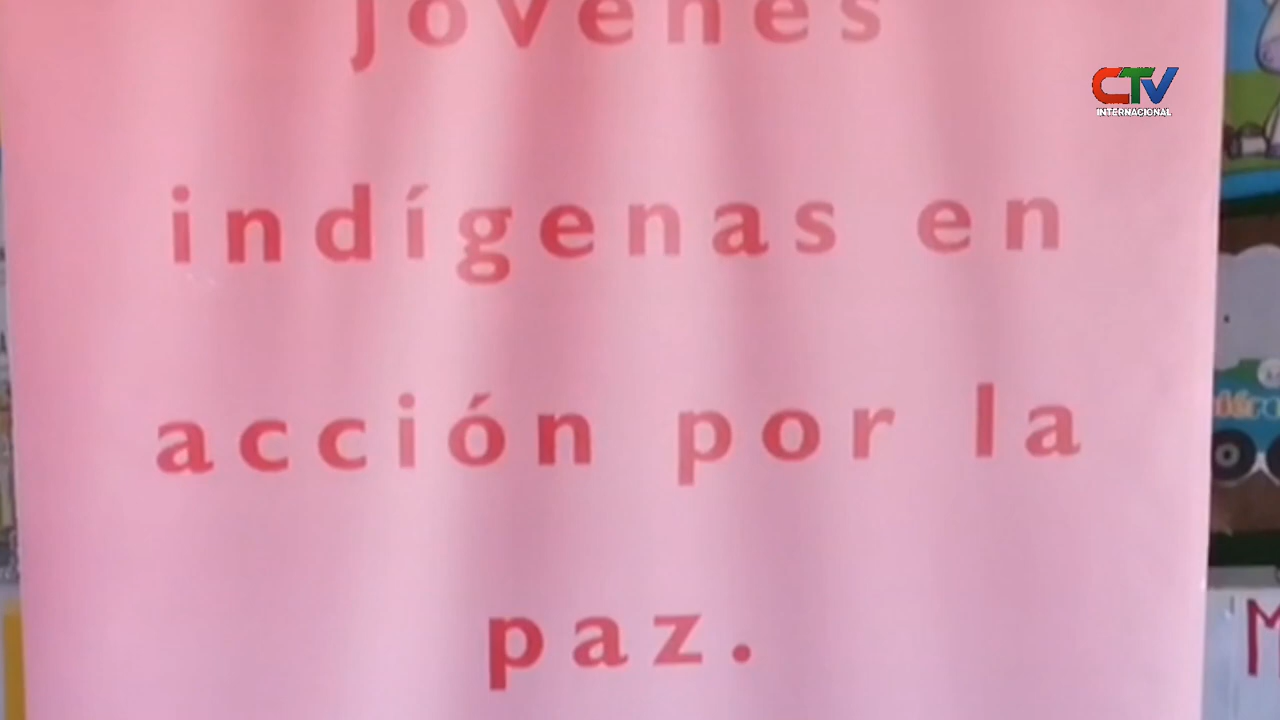 jóvenes
CTV
INTERNACIONAL
indígenas en
acción por la
paz.